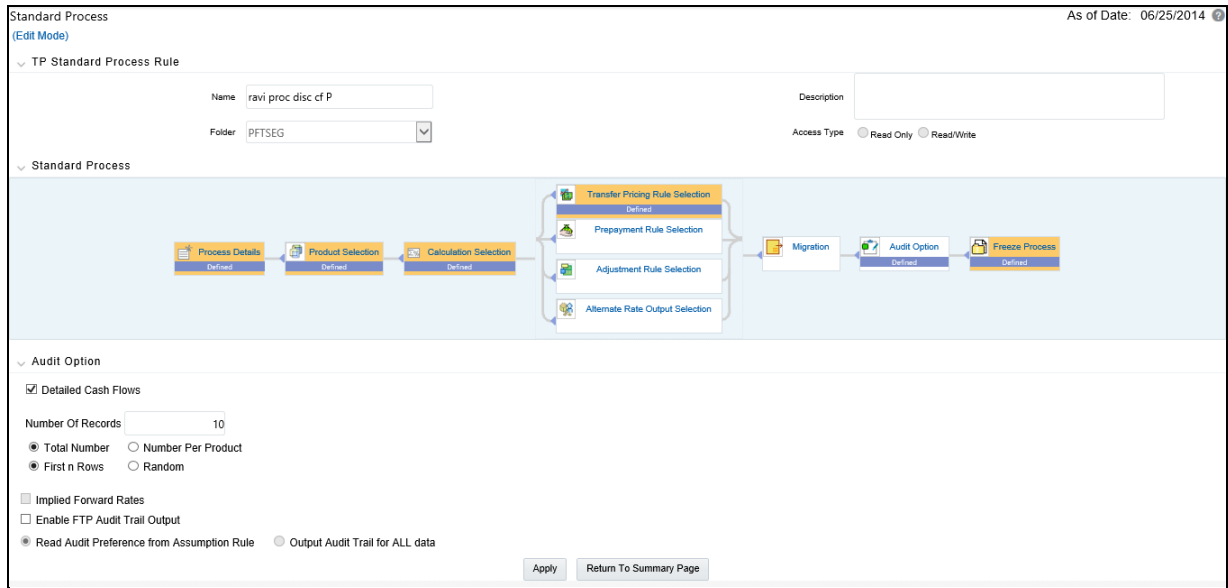 Standard Process
As of Date: 06/25/2014
(Edit Mode)
TP Standard Process Rule
Name ravi proc disc cf P
Description
Folder PFTSEG
Access Type Read Only Read/Write
Standard Process
Process Details
Defined
Product Selection
Defined
Calculation Selection
Defined
Transfer Pricing Rule Selection
Defined
Prepayment Rule Selection
Adjustment Rule Selection
Alternate Rate Output Selection
Migration
Audit Option
Defined
Freeze Process
Defined
Audit Option
Detailed Cash Flows
Number Of Records 10
Total Number Number Per Product
First n Rows Random
Implied Forward Rates
Enable FTP Audit Trail Output
Read Audit Preference from Assumption Rule Output Audit Trail for ALL data
Apply Return To Summary Page